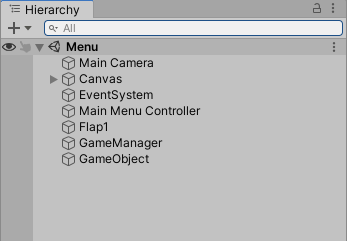 Hierarchy
All
Menu
Main Camera
Canvas
EventSystem
Main Menu Controller
Flap1
GameManager
GameObject